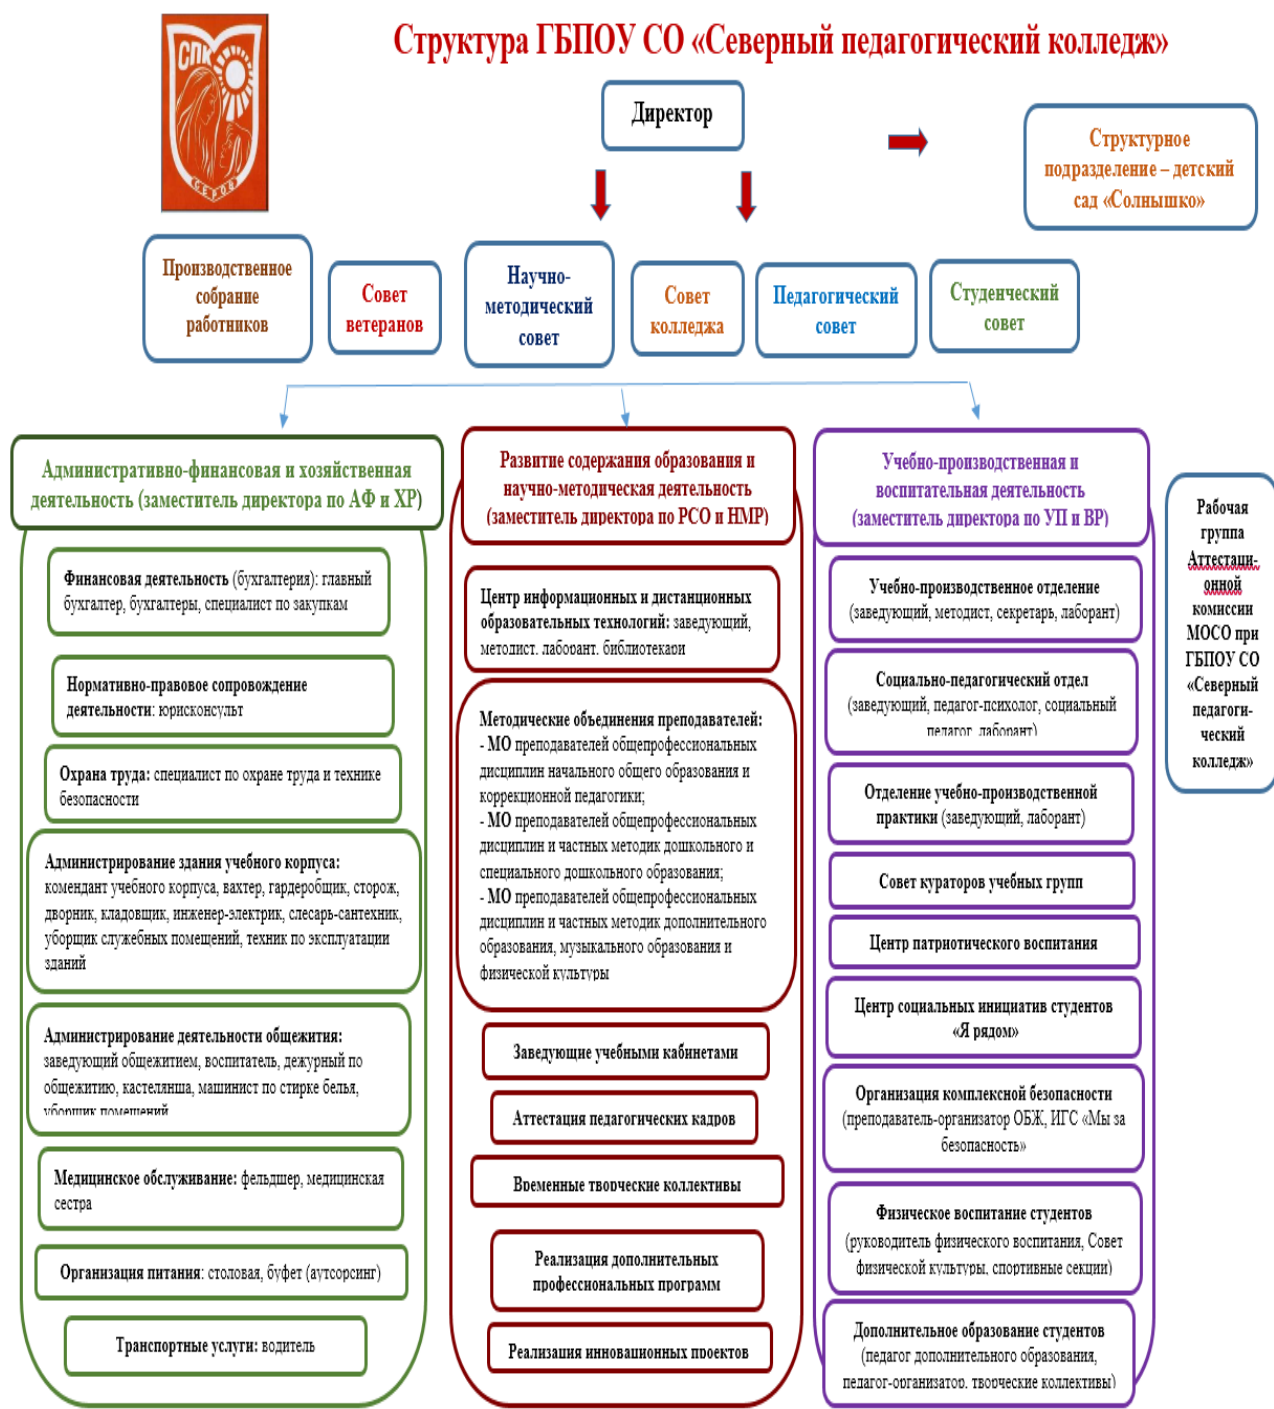 Структура ГБПОУ СО «Северный педагогический колледж»
СПК
СЕРОВ
Директор
Структурное
подразделение – детский
сад «Солнышко»
Производственное
собрание
работников
Совет
ветеранов
Научно-
методический
совет
Совет
колледжа
Педагогический
совет
Студенческий
совет
Административно-финансовая и хозяйственная
деятельность (заместитель директора по АФ и ХР)
Финансовая деятельность (бухгалтерия): главный
бухгалтер, бухгалтеры, специалист по закупкам
Нормативно-правовое сопровождение
деятельности: юрисконсульт
Охрана труда: специалист по охране труда и технике
безопасности
Администрирование здания учебного корпуса:
комендант учебного корпуса, вахтер, гардеробщик, сторож,
дворник, кладовщик, инженер-электрик, слесарь-сантехник,
уборщик служебных помещений, техник по эксплуатации
зданий
Администрирование деятельности общежития:
заведующий общежитием, воспитатель, дежурный по
общежитию, кастелянша, машинист по стирке белья,
уборщик помещений
Медицинское обслуживание: фельдшер, медицинская
сестра
Организация питания: столовая, буфет (аутсорсинг)
Транспортные услуги: водитель
Развитие содержания образования и
научно-методическая деятельность
(заместитель директора по РСО и НМР)
Центр информационных и дистанционных
образовательных технологий: заведующий,
методист, лаборант, библиотекари
Методические объединения преподавателей:
- МО преподавателей общепрофессиональных
дисциплин начального общего образования и
коррекционной педагогики;
- МО преподавателей общепрофессиональных
дисциплин и частных методик дошкольного и
специального дошкольного образования;
- МО преподавателей общепрофессиональных
дисциплин и частных методик дополнительного
образования, музыкального образования и
физической культуры
Заведующие учебными кабинетами
Аттестация педагогических кадров
Временные творческие коллективы
Реализация дополнительных
профессиональных программ
Реализация инновационных проектов
Учебно-производственная и
воспитательная деятельность
(заместитель директора по УП и ВР)
Учебно-производственное отделение
(заведующий, методист, секретарь, лаборант)
Социально-педагогический отдел
(заведующий, педагог-психолог, социальный
педагог, лаборант)
Отделение учебно-производственной
практики (заведующий, лаборант)
Совет кураторов учебных групп
Центр патриотического воспитания
Центр социальных инициатив студентов
«Я рядом»
Организация комплексной безопасности
(преподаватель-организатор ОБЖ, ИГС «Мы за
безопасность»
Физическое воспитание студентов
(руководитель физического воспитания, Совет
физической культуры, спортивные секции)
Дополнительное образование студентов
(педагог дополнительного образования,
педагог-организатор, творческие коллективы)
Рабочая
группа
Аттестаци-
онной
комиссии
МОСО при
ГБПОУ СО
«Северный
педагоги-
ческий
колледж»